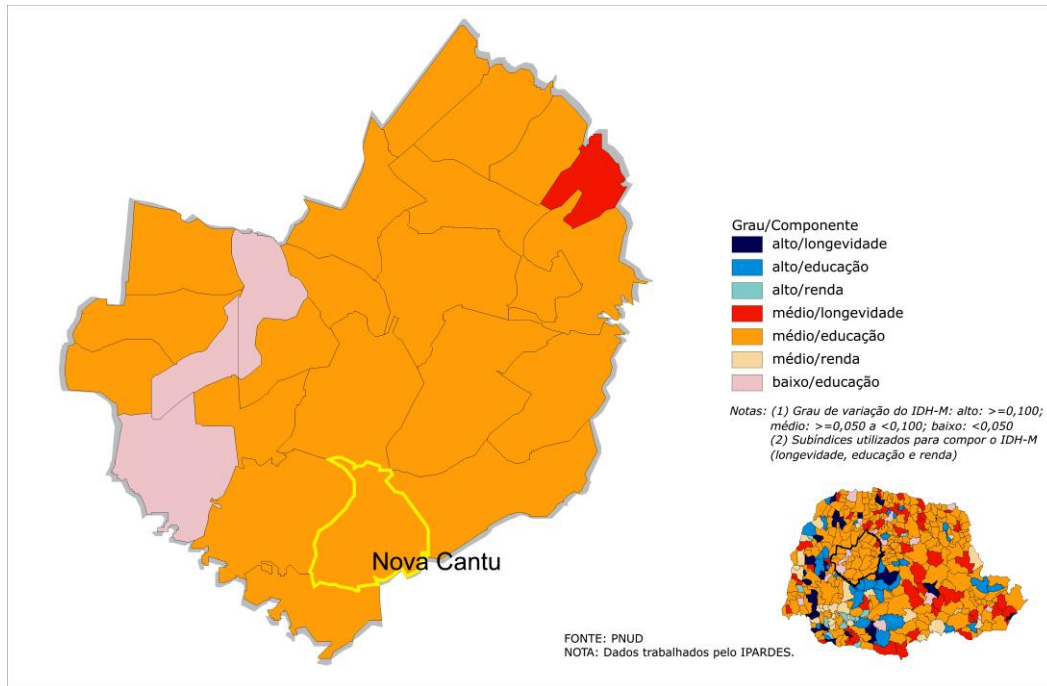 Grau/Componente
alto/longevidade
alto/educação
alto/renda
médio/longevidade
médio/educação
médio/renda
baixo/educação
Notas: (1) Grau de variação do IDH-M: alto: >=0,100;
médio: >=0,050 a <0,100; baixo: <0,050
(2) Subíndices utilizados para compor o IDH-M
(longevidade, educação e renda)
Nova Cantu
FONTE: PNUD
NOTA: Dados trabalhados pelo IPARDES.